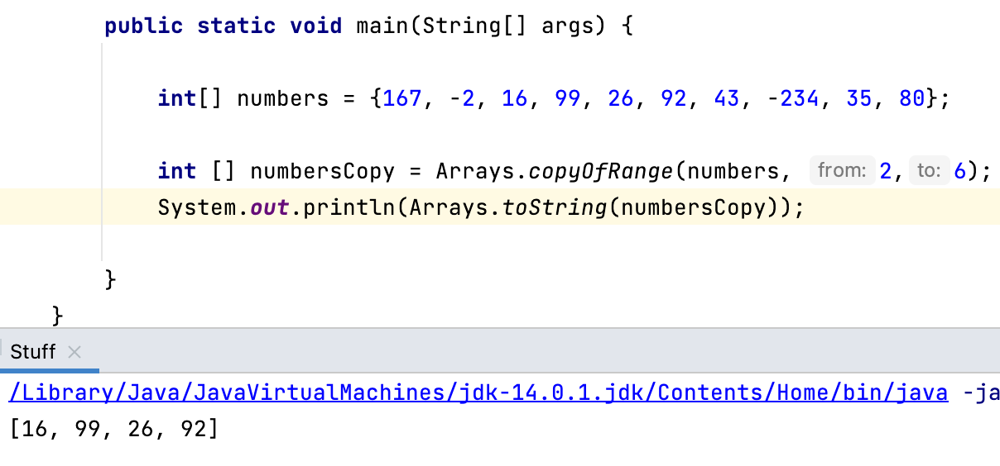 public static void main(String[] args) {
int[] numbers = {167, -2, 16, 99, 26, 92, 43, -234, 35, 80};
int [] numbersCopy = Arrays.copyOfRange(numbers, from: 2, to: 6);
System.out.println(Arrays.toString(numbersCopy));
}
}
Stuff ×
/Library/Java/JavaVirtualMachines/jdk-14.0.1.jdk/Contents/Home/bin/java -ja
[16, 99, 26, 92]